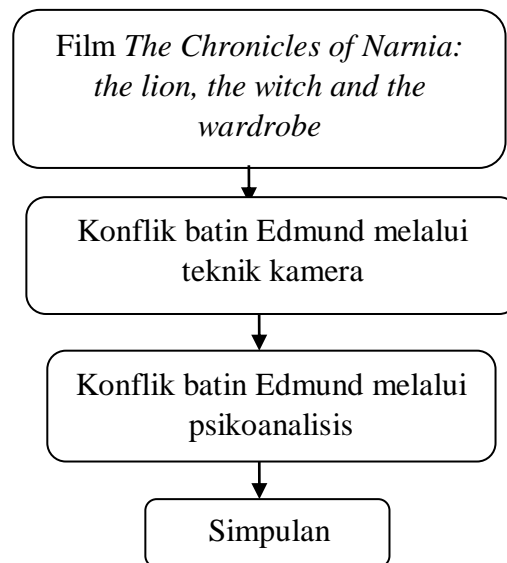 Film The Chronicles of Narnia:
the lion, the witch and the
wardrobe
Konflik batin Edmund melalui
teknik kamera
Konflik batin Edmund melalui
psikoanalisis
Simpulan